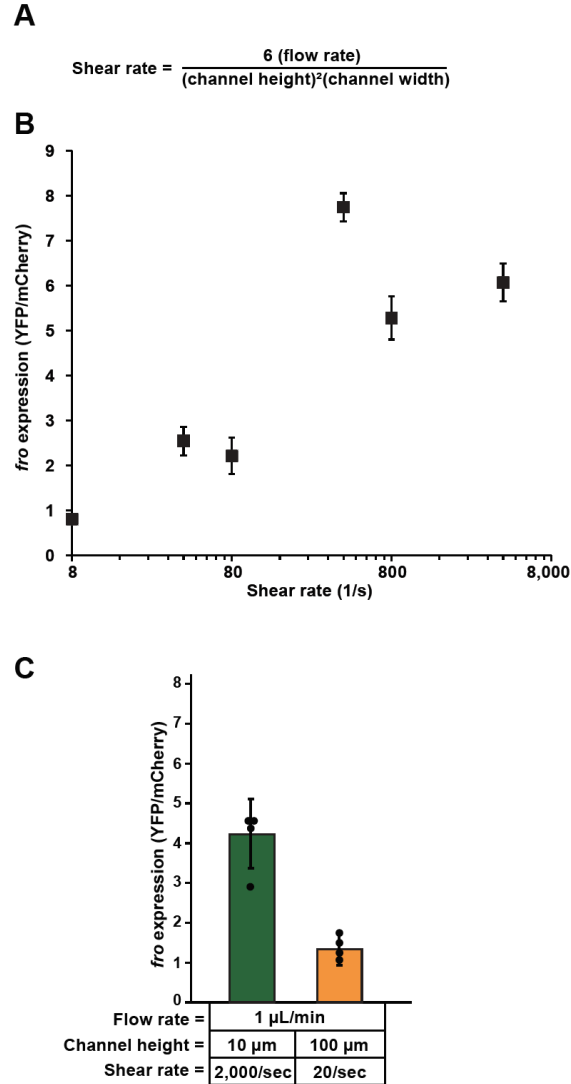 A
Shear rate = 6 (flow rate)
(channel height)²(channel width)
B
9
8
7
6
5
4
3
2
1
0
fro expression (YFP/mCherry)
8 80 800 8,000
Shear rate (1/s)
C
8
7
6
5
4
3
2
1
0
fro expression (YFP/mCherry)
Flow rate = 1 µL/min
Channel height = 10 µm 100 µm
Shear rate = 2,000/sec 20/sec